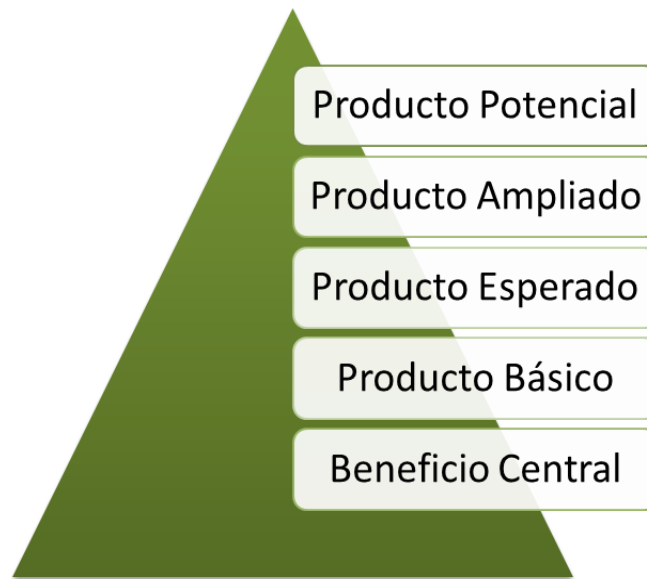 Producto Potencial
Producto Ampliado
Producto Esperado
Producto Básico
Beneficio Central